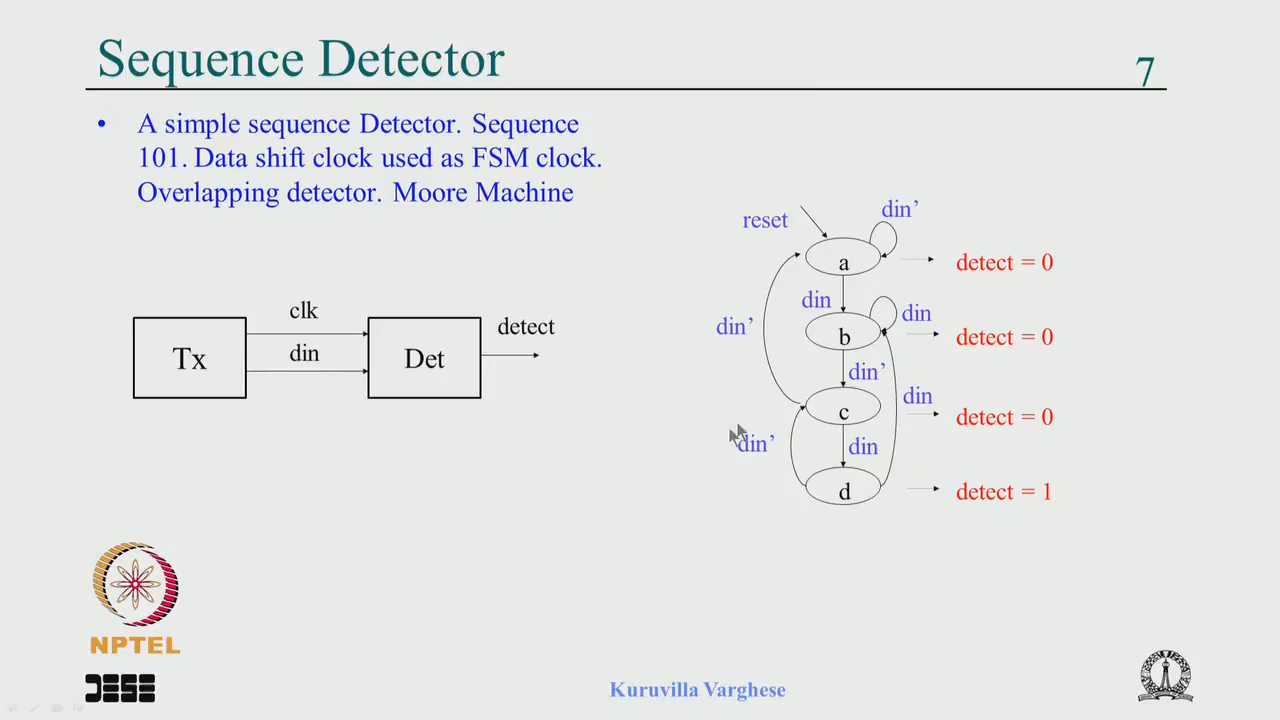 Sequence Detector
7
• A simple sequence Detector. Sequence
101. Data shift clock used as FSM clock.
Overlapping detector. Moore Machine
reset
din’
a
detect = 0
din
din’
b
din
detect = 0
din’
c
din
detect = 0
din’
din
d
detect = 1
clk
din
Tx
Det
detect
NPTEL
DESE
Kuruvilla Varghese